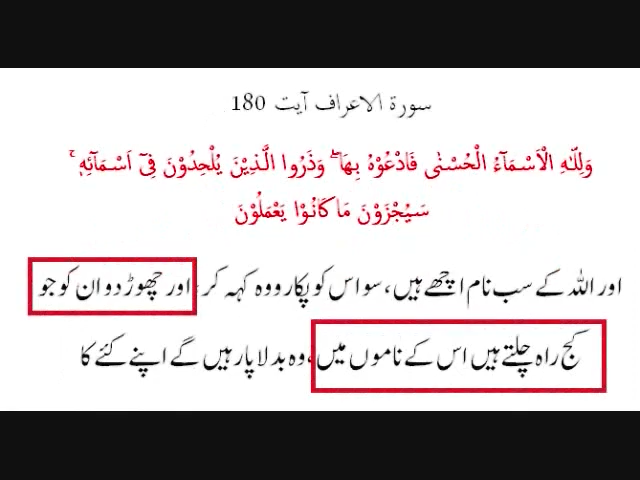 سورۃ الاعراف آیت 180
وَلِلّٰهِ الْاَسْمَآءُ الْحُسْنٰى فَادْعُوْهُ بِهَا ۖ وَذَرُوا الَّذِيْنَ يُلْحِدُوْنَ فِىْٓ اَسْمَآئِهٖ ۚ
سَيُجْزَوْنَ مَا كَانُوْا يَعْمَلُوْنَ
اور اللہ کے سب نام اچھے ہیں، سو اس کو پکارو وہ کہہ کر، اور چھوڑ دو ان کو جو
کج راہ چلتے ہیں اس کے ناموں میں، وہ بدلا پا رہیں گے اپنے کئے کا